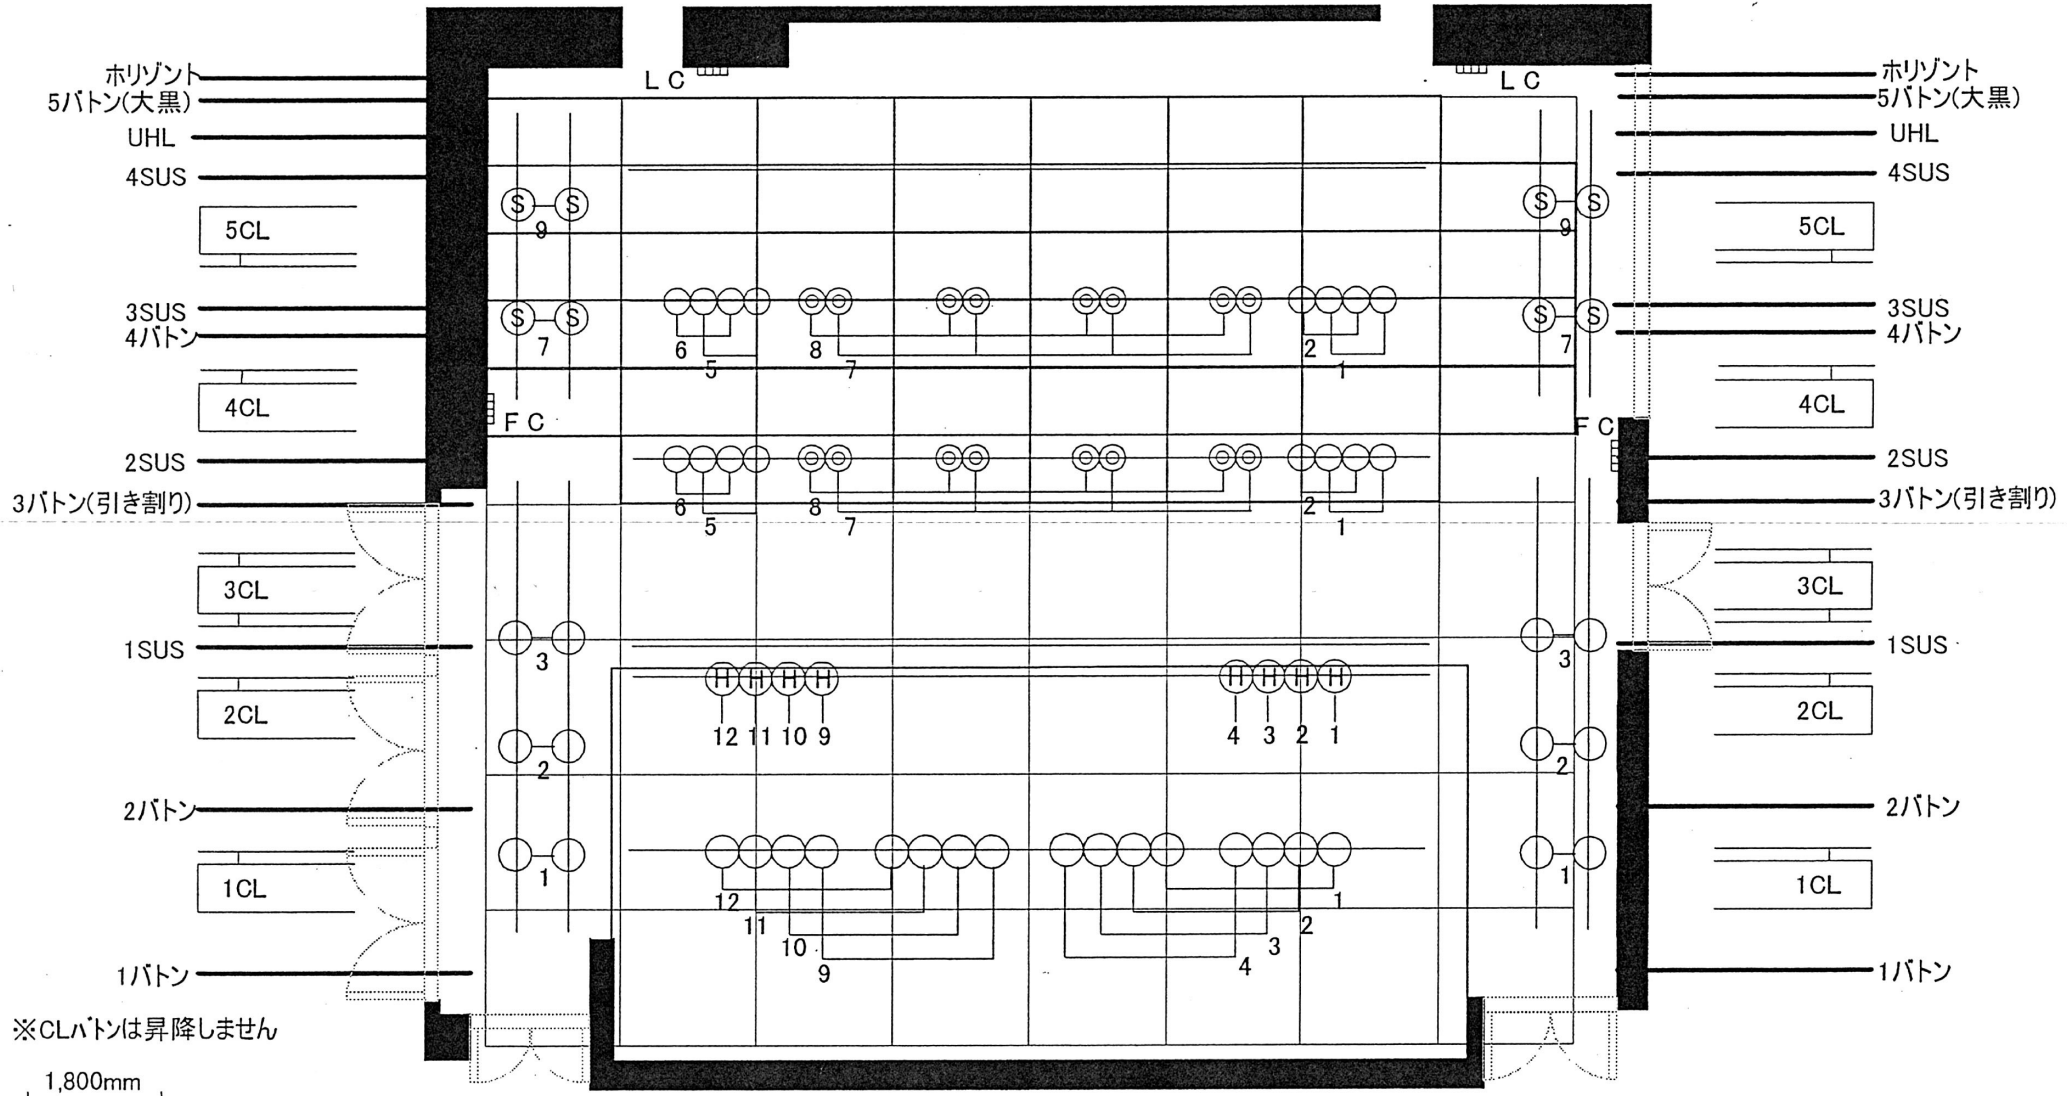 ホリゾント
5バトン(大黒)
UHL
4SUS
5CL
3SUS
4バトン
4CL
2SUS
3バトン(引き割り)
3CL
1SUS
2CL
2バトン
1CL
1バトン
※CLバトンは昇降しません
1,800mm
LC LC
S S S S
9 9
S S S S
7 7
6 8 2
5 7 1
FC FC
6 8 2
5 7 1
3 3
H H H H H H H H
12 11 10 9 4 3 2 1
2 2
1 1
12 1
11 2
10 3
9 4
ホリゾント
5バトン(大黒)
UHL
4SUS
5CL
3SUS
4バトン
4CL
2SUS
3バトン(引き割り)
3CL
1SUS
2CL
2バトン
1CL
1バトン